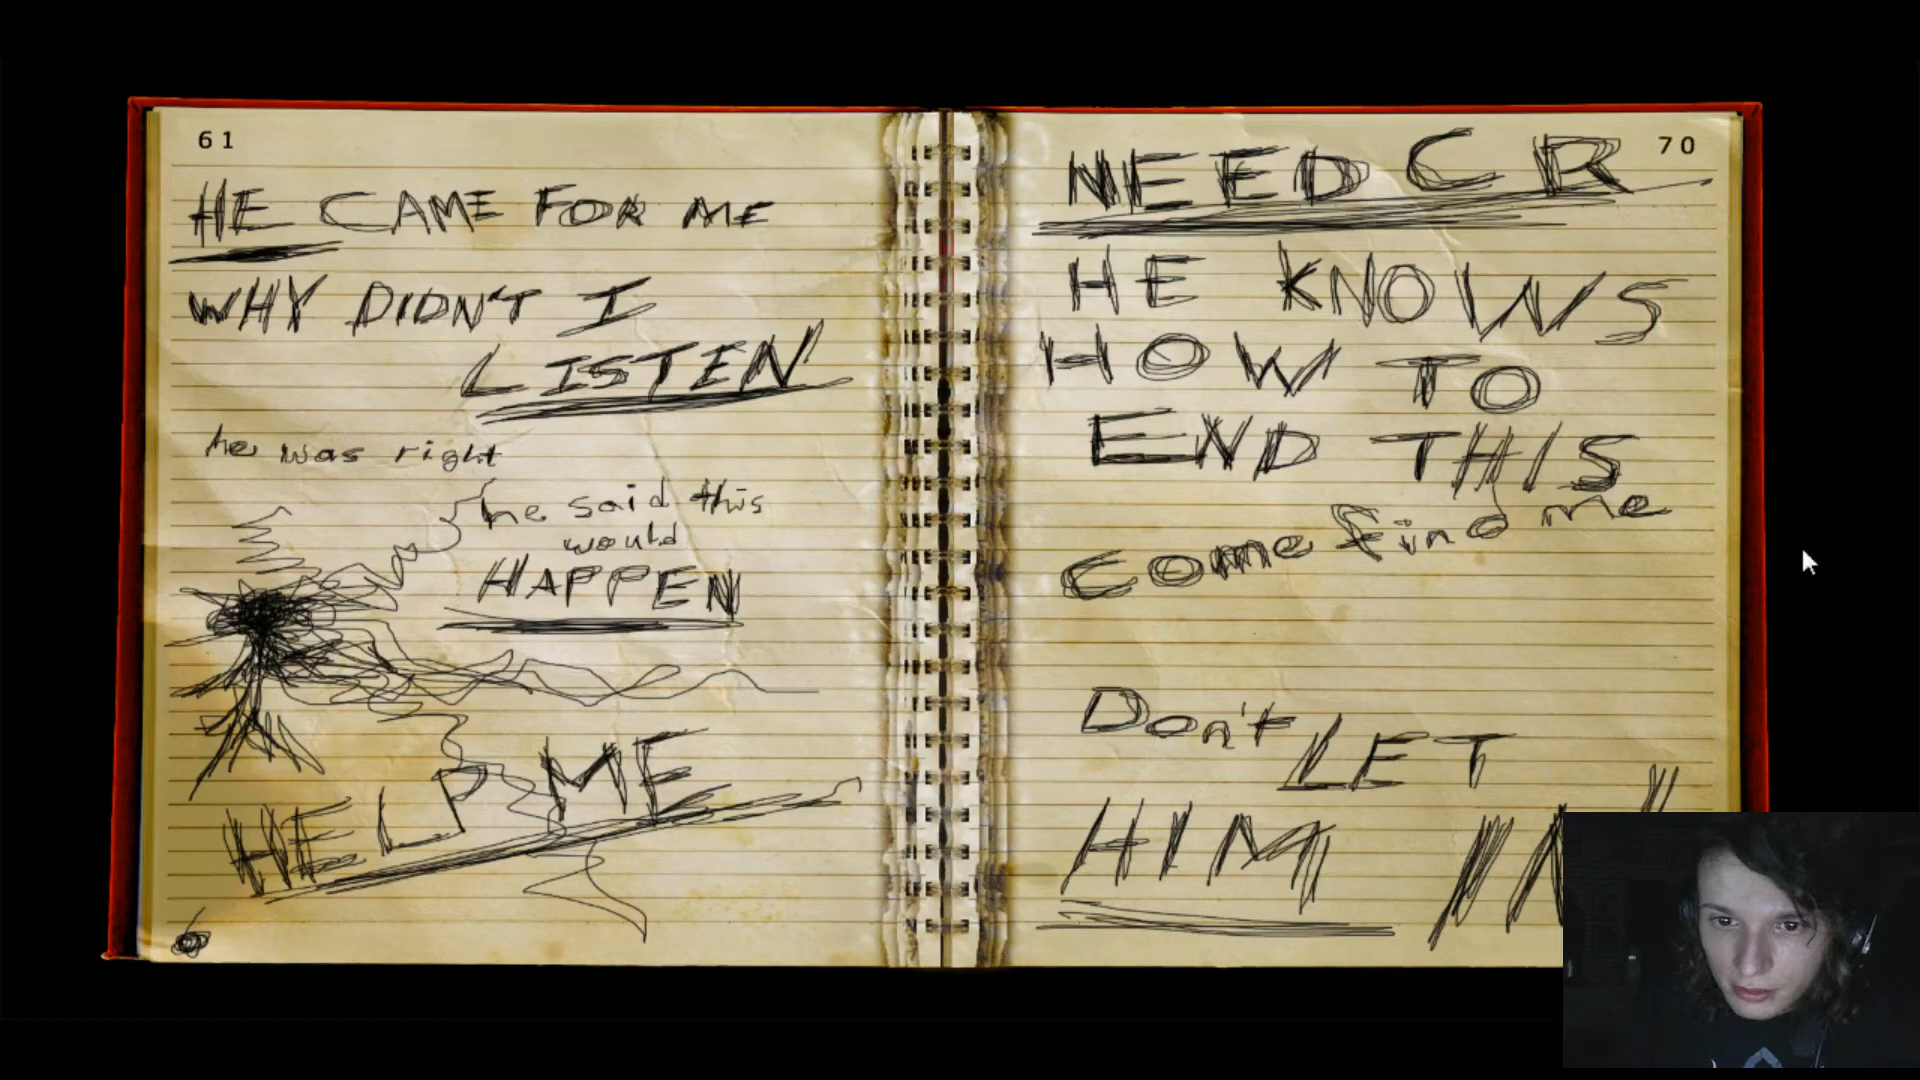 61
HE CAME FOR ME
WHY DIDN'T I
LISTEN
he was right
he said this
would
HAPPEN
HELP ME
70
NEED CR
HE KNOWS
HOW TO
END THIS
come find me
Don't LET
HIM IN